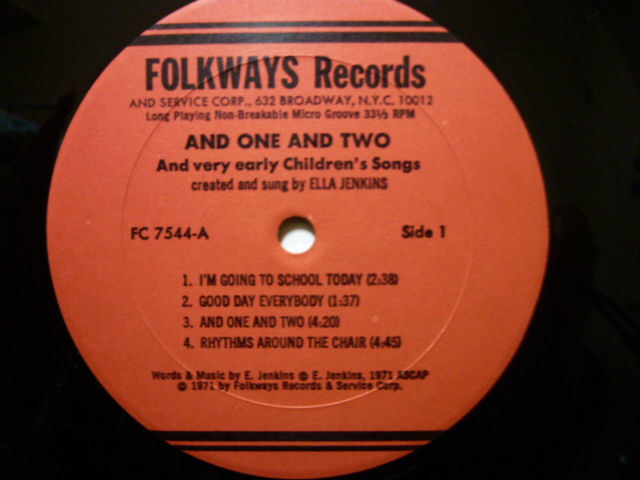 FOLKWAYS Records
AND SERVICE CORP., 632 BROADWAY, N.Y.C. 10012
Long Playing Non-Breakable Micro Groove 33⅓ RPM
AND ONE AND TWO
And very early Children's Songs
created and sung by ELLA JENKINS
FC 7544-A Side 1
1. I'M GOING TO SCHOOL TODAY (2:38)
2. GOOD DAY EVERYBODY (1:37)
3. AND ONE AND TWO (4:20)
4. RHYTHMS AROUND THE CHAIR (4:45)
Words & Music by E. Jenkins © E. Jenkins, 1971 ASCAP
© 1971 by Folkways Records & Service Corp.